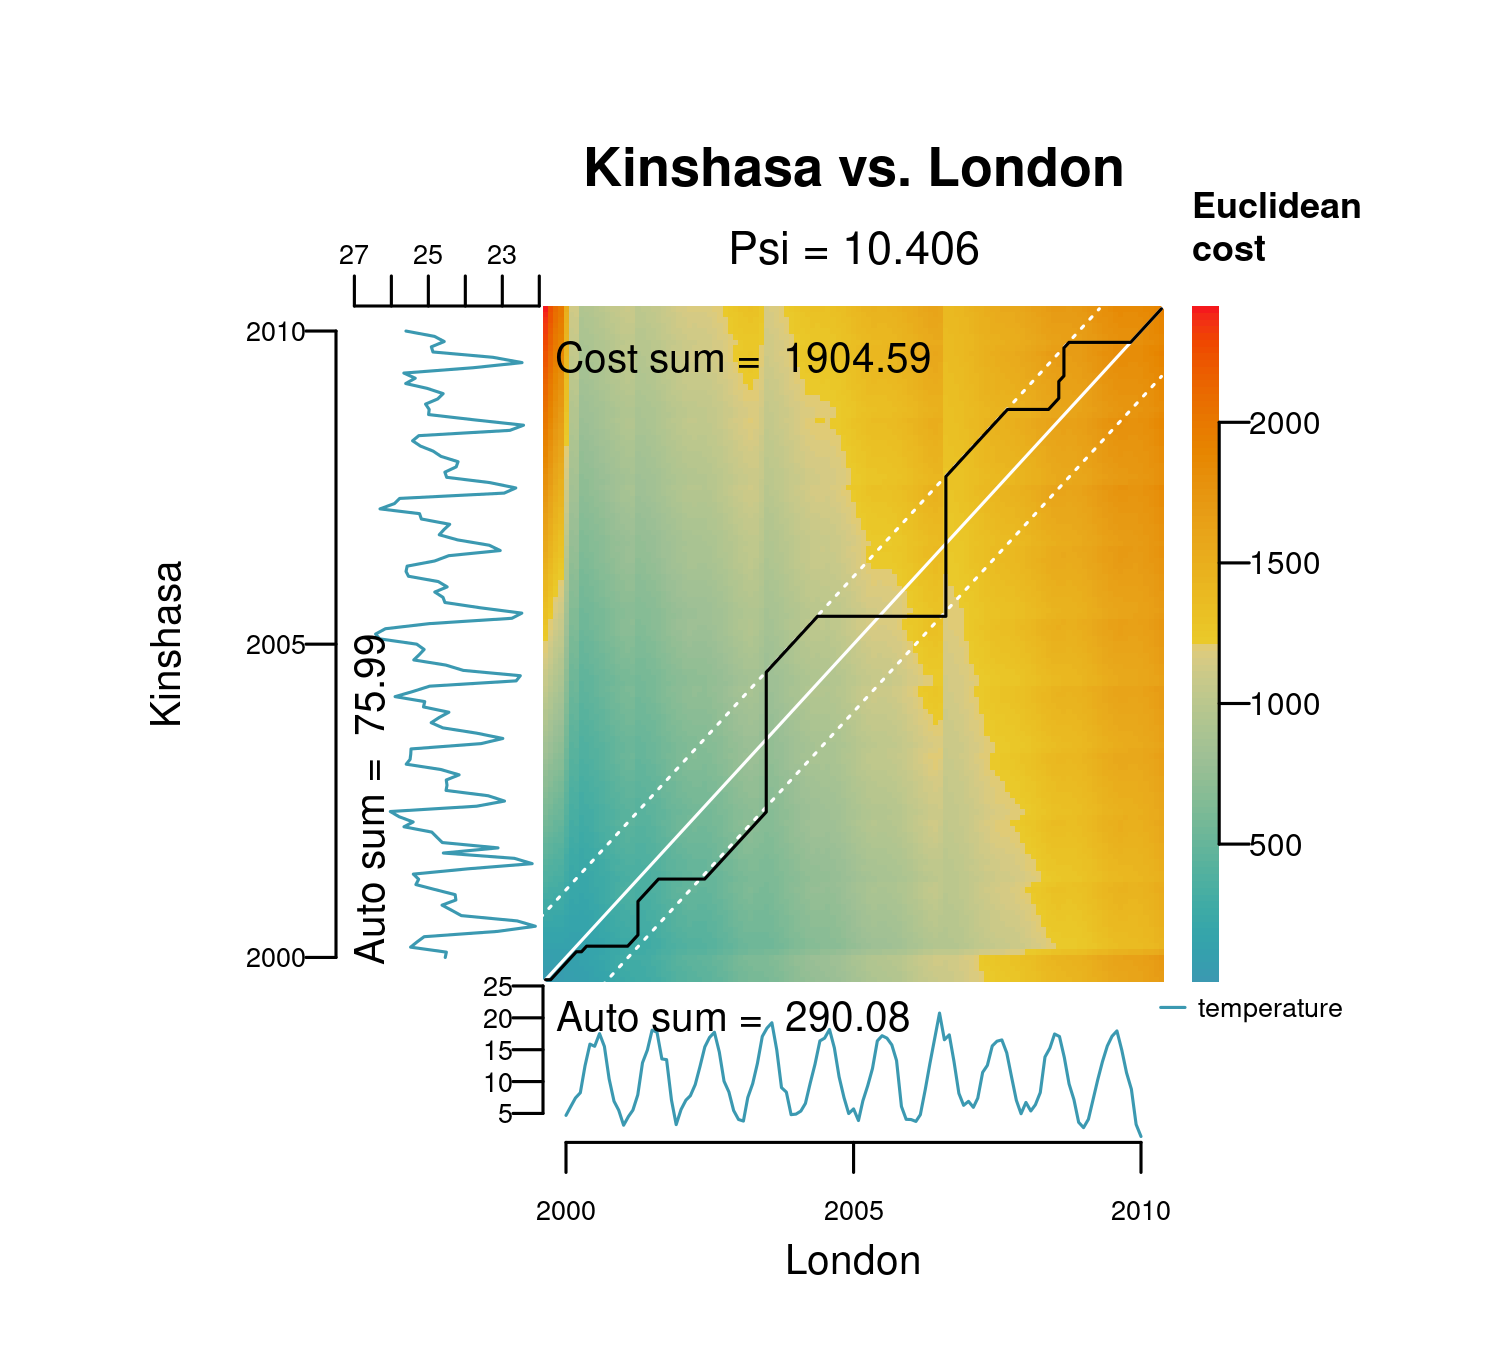 Kinshasa vs. London
Psi = 10.406
Euclidean
cost
27 25 23
Cost sum = 1904.59
2010
2005
2000
Kinshasa
Auto sum = 75.99
2000
1500
1000
500
temperature
Auto sum = 290.08
25
20
15
10
5
2000 2005 2010
London